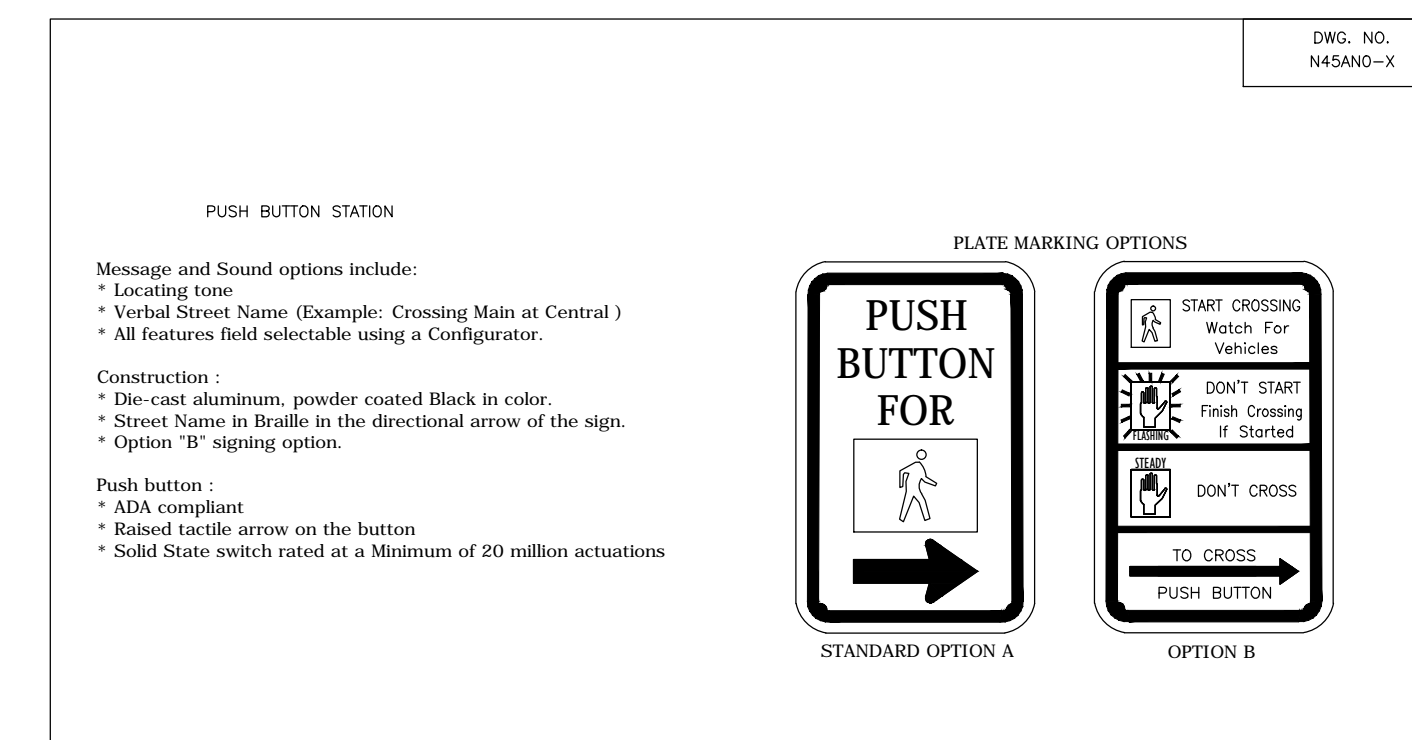 DWG. NO.
N45AN0-X
PUSH BUTTON STATION
Message and Sound options include:
* Locating tone
* Verbal Street Name (Example: Crossing Main at Central )
* All features field selectable using a Configurator.
Construction :
* Die-cast aluminum, powder coated Black in color.
* Street Name in Braille in the directional arrow of the sign.
* Option "B" signing option.
Push button :
* ADA compliant
* Raised tactile arrow on the button
* Solid State switch rated at a Minimum of 20 million actuations
PLATE MARKING OPTIONS
PUSH
BUTTON
FOR
STANDARD OPTION A
START CROSSING
Watch For
Vehicles
DON'T START
Finish Crossing
If Started
FLASHING
STEADY
DON'T CROSS
TO CROSS
PUSH BUTTON
OPTION B